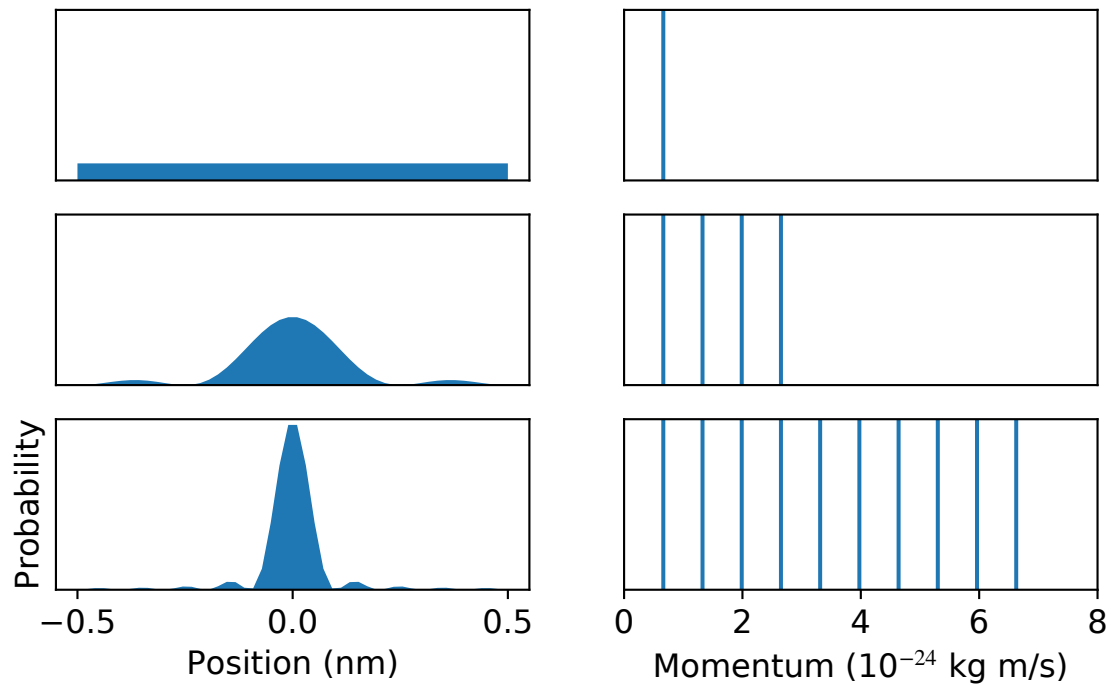 Probability
−0.5 0.0 0.5
Position (nm)
0 2 4 6 8
Momentum (10⁻²⁴ kg m/s)